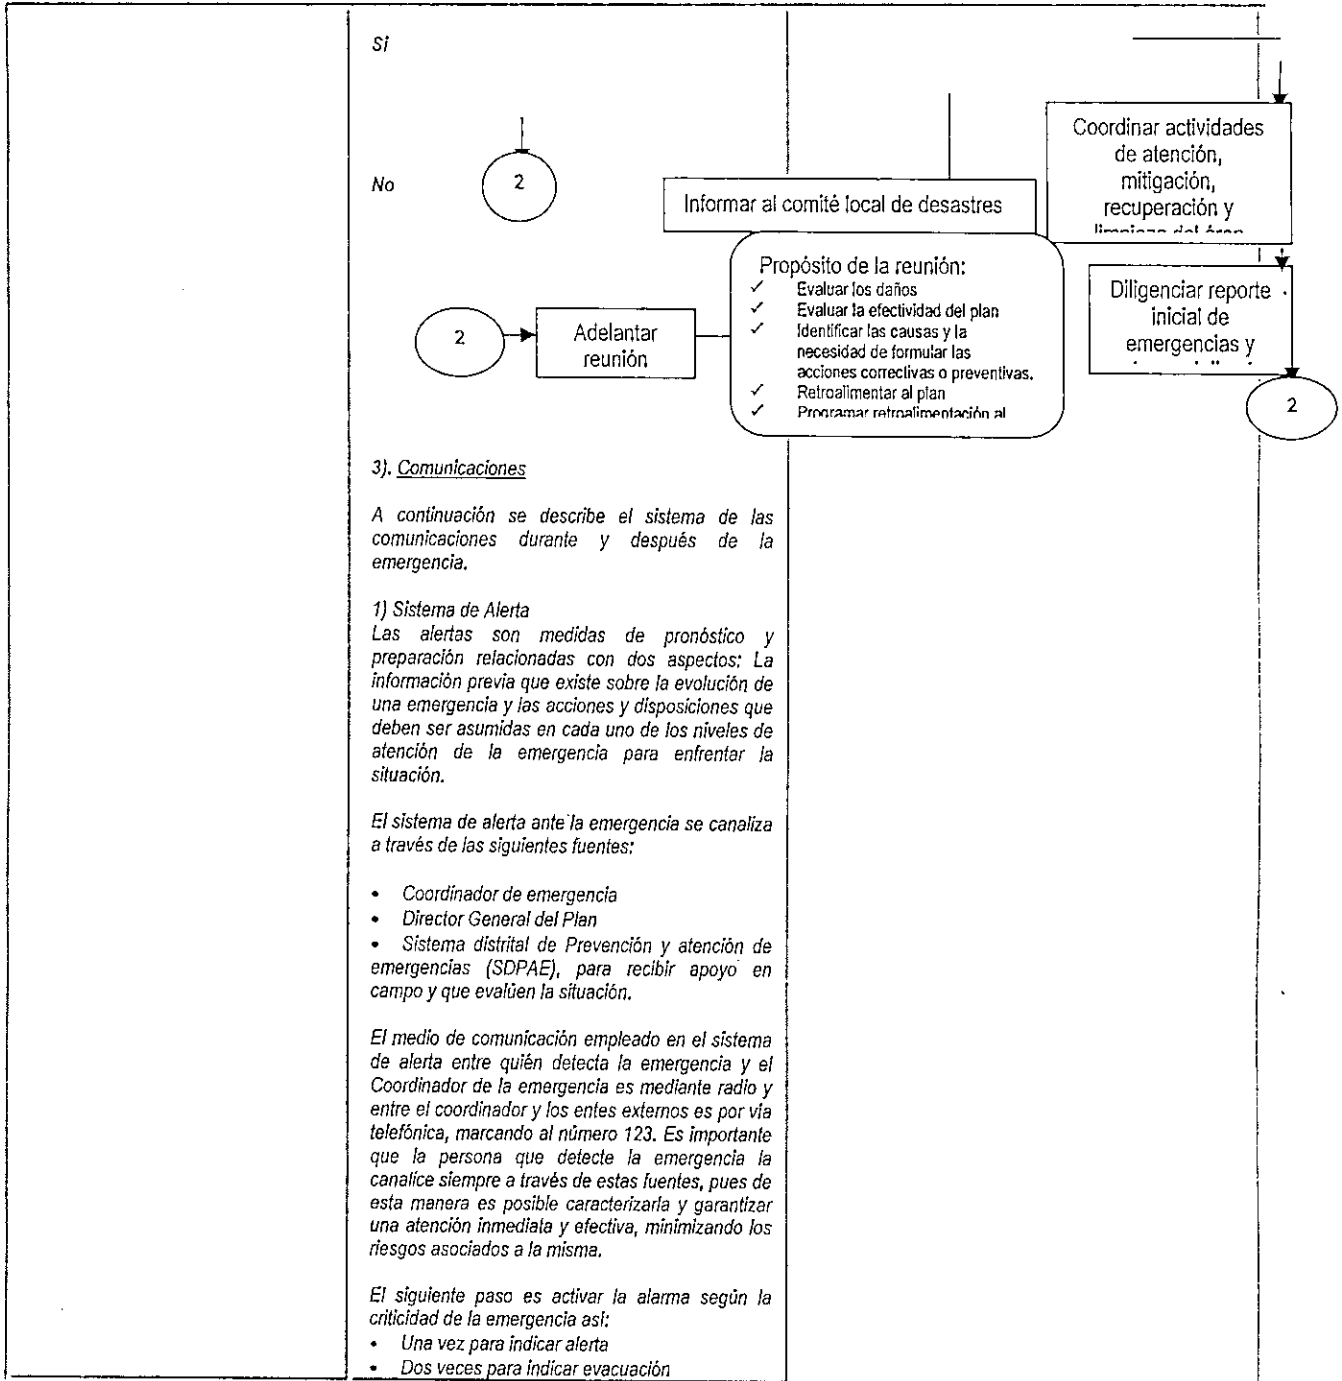 Si
Coordinar actividades
de atención,
mitigación,
recuperación y
limpieza del área
2
No
Informar al comité local de desastres
Propósito de la reunión:
✓ Evaluar los daños
✓ Evaluar la efectividad del plan
✓ Identificar las causas y la
necesidad de formular las
acciones correctivas o preventivas.
✓ Retroalimentar al plan
✓ Programar retroalimentación al
Diligenciar reporte
inicial de
emergencias y
2
Adelantar
reunión
2
3). Comunicaciones
A continuación se describe el sistema de las
comunicaciones durante y después de la
emergencia.
1) Sistema de Alerta
Las alertas son medidas de pronóstico y
preparación relacionadas con dos aspectos: La
información previa que existe sobre la evolución de
una emergencia y las acciones y disposiciones que
deben ser asumidas en cada uno de los niveles de
atención de la emergencia para enfrentar la
situación.
El sistema de alerta ante la emergencia se canaliza
a través de las siguientes fuentes:
• Coordinador de emergencia
• Director General del Plan
• Sistema distrital de Prevención y atención de
emergencias (SDPAE), para recibir apoyo en
campo y que evalúen la situación.
El medio de comunicación empleado en el sistema
de alerta entre quién detecta la emergencia y el
Coordinador de la emergencia es mediante radio y
entre el coordinador y los entes externos es por vía
telefónica, marcando al número 123. Es importante
que la persona que detecte la emergencia la
canalice siempre a través de estas fuentes, pues de
esta manera es posible caracterizarla y garantizar
una atención inmediata y efectiva, minimizando los
riesgos asociados a la misma.
El siguiente paso es activar la alarma según la
criticidad de la emergencia así:
• Una vez para indicar alerta
• Dos veces para indicar evacuación